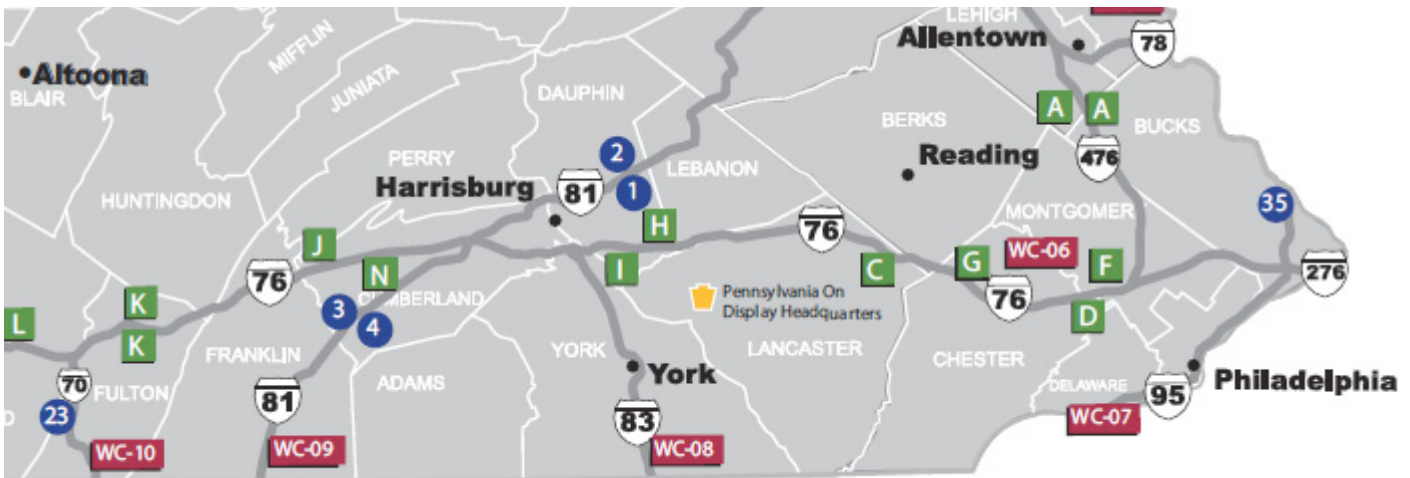 LEHIGH
Allentown
78
Altoona
BLAIR
MIFFLIN
JUNIATA
DAUPHIN
A
A
BERKS
BUCKS
2
PERRY
LEBANON
Reading
476
Harrisburg
81
1
HUNTINGDON
35
MONTGOMER
H
76
J
WC-06
76
N
I
C
G
F
276
CUMBERLAND
Pennsylvania On
Display Headquarters
76
K
3
4
D
L
K
FRANKLIN
YORK
LANCASTER
CHESTER
70
FULTON
ADAMS
York
DELAWARE
Philadelphia
81
95
23
83
WC-07
D
WC-10
WC-09
WC-08